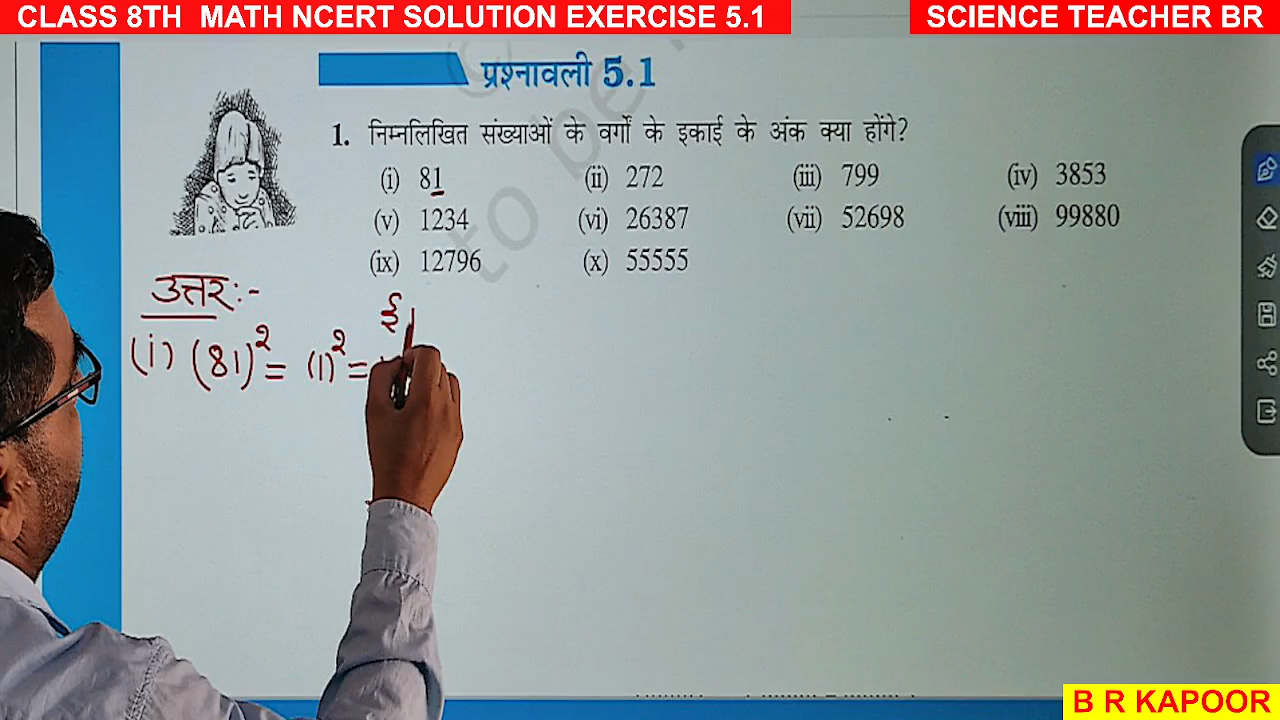 CLASS 8TH MATH NCERT SOLUTION EXERCISE 5.1
SCIENCE TEACHER BR
प्रश्नावली 5.1
1. निम्नलिखित संख्याओं के वर्गों के इकाई के अंक क्या होंगे?
(i) 81 (ii) 272 (iii) 799 (iv) 3853
(v) 1234 (vi) 26387 (vii) 52698 (viii) 99880
(ix) 12796 (x) 55555
to be
उत्तर:-
ई
(i) (81)² = (1)² =
B R KAPOOR